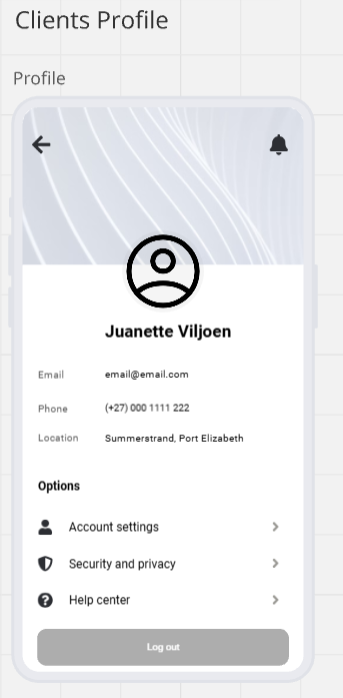 Clients Profile
Profile
Juanette Viljoen
Email email@email.com
Phone (+27) 000 1111 222
Location Summerstrand, Port Elizabeth
Options
Account settings
Security and privacy
Help center
Log out